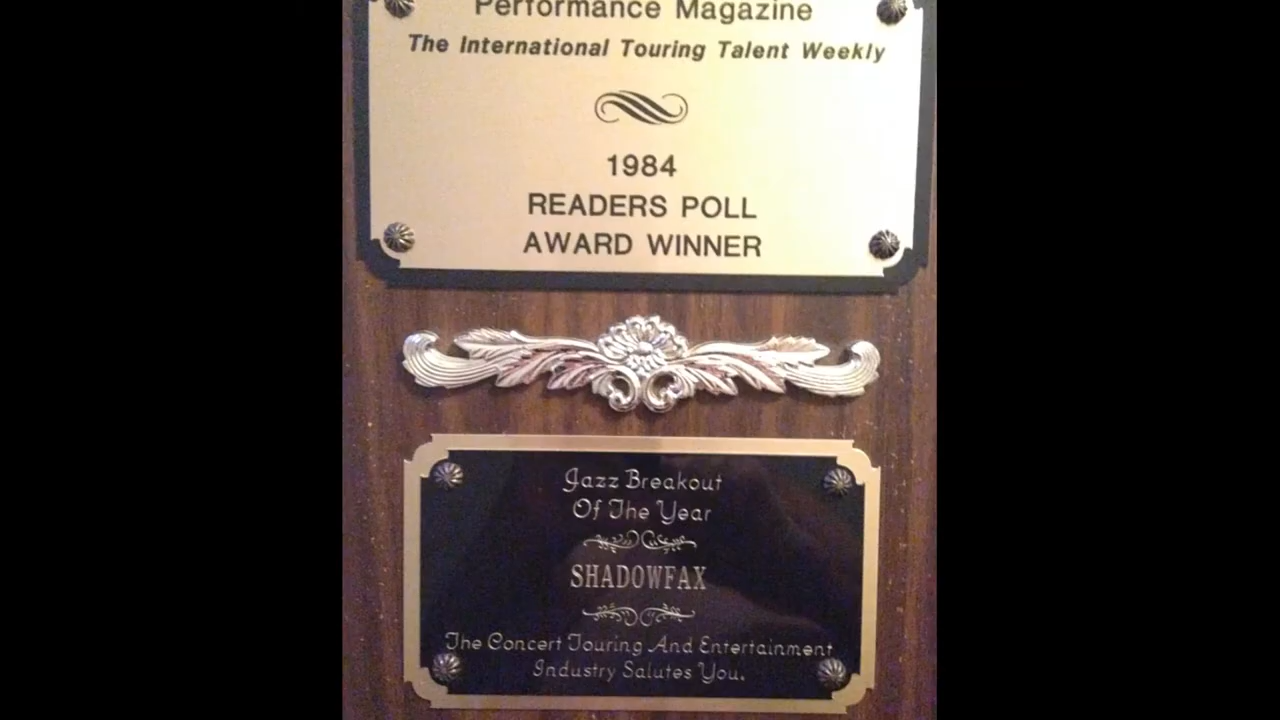 Performance Magazine
The International Touring Talent Weekly
1984
READERS POLL
AWARD WINNER
Jazz Breakout
Of The Year
SHADOWFAX
The Concert Touring And Entertainment
Industry Salutes You.